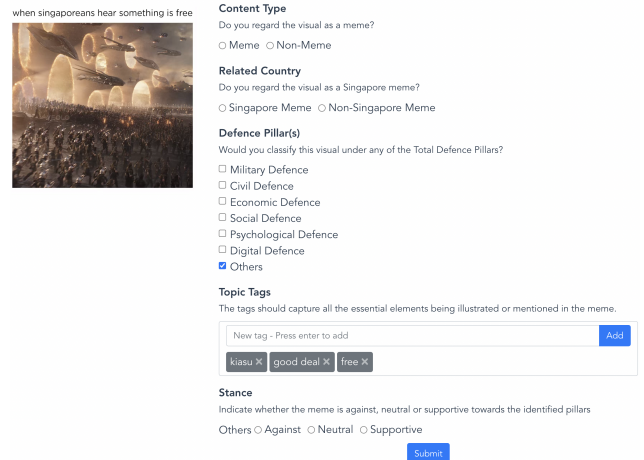 when singaporeans hear something is free
Content Type
Do you regard the visual as a meme?
Meme Non-Meme
Related Country
Do you regard the visual as a Singapore meme?
Singapore Meme Non-Singapore Meme
Defence Pillar(s)
Would you classify this visual under any of the Total Defence Pillars?
Military Defence
Civil Defence
Economic Defence
Social Defence
Psychological Defence
Digital Defence
Others
Topic Tags
The tags should capture all the essential elements being illustrated or mentioned in the meme.
New tag - Press enter to add Add
kiasu × good deal × free ×
Stance
Indicate whether the meme is against, neutral or supportive towards the identified pillars
Others Against Neutral Supportive
Submit